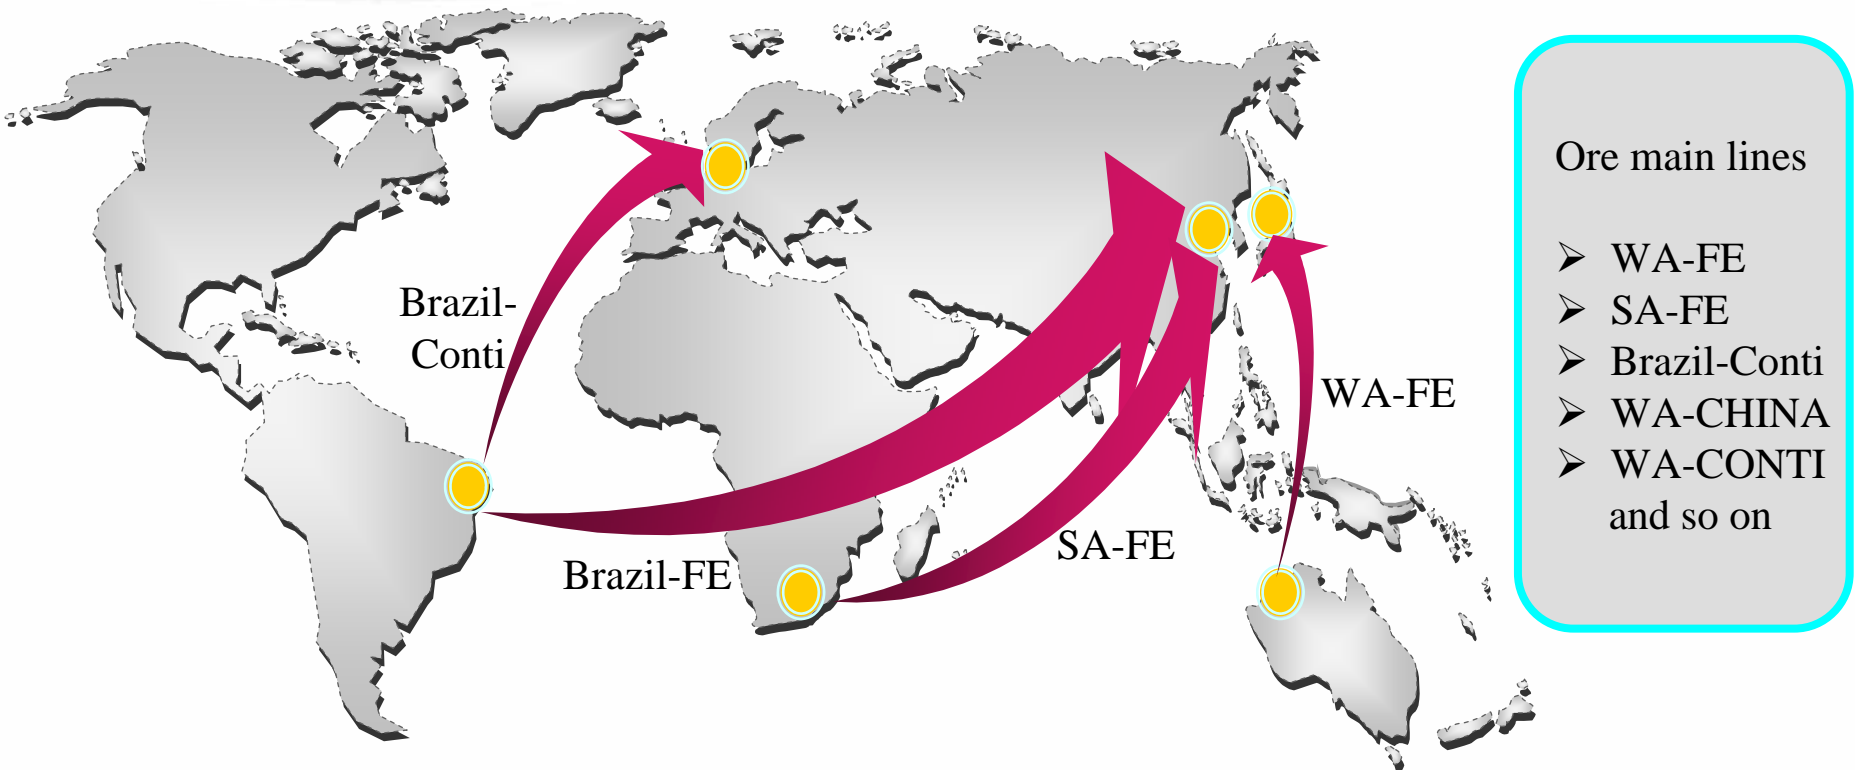 Brazil-
Conti
Brazil-FE
SA-FE
WA-FE
Ore main lines
➢ WA-FE
➢ SA-FE
➢ Brazil-Conti
➢ WA-CHINA
➢ WA-CONTI
and so on